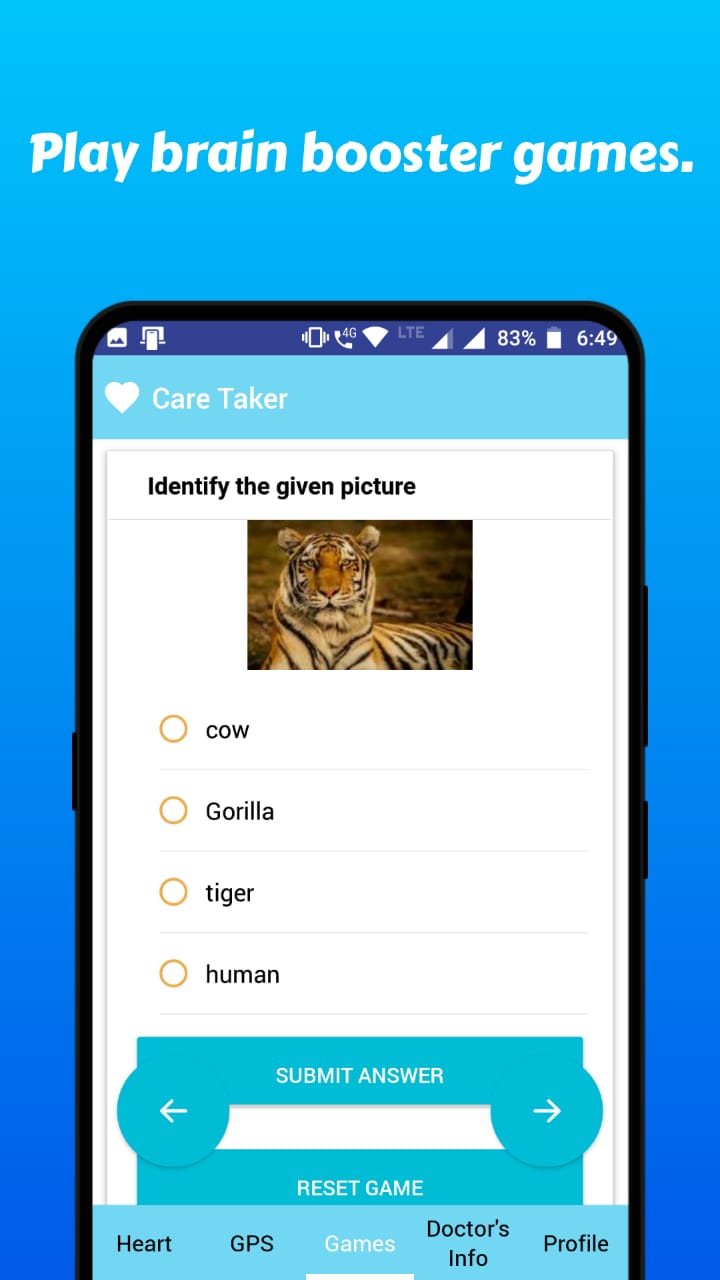 Play brain booster games.
4G LTE 83% 6:49
Care Taker
Identify the given picture
cow
Gorilla
tiger
human
SUBMIT ANSWER
RESET GAME
Heart GPS Games Doctor's Info Profile